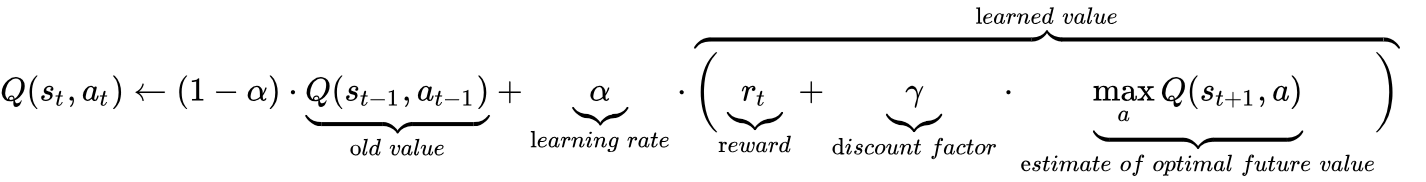 learned value
Q(s_t, a_t) ← (1 − α) · Q(s_{t−1}, a_{t−1}) + α · ( r_t + γ · max_a Q(s_{t+1}, a) )
old value learning rate reward discount factor estimate of optimal future value